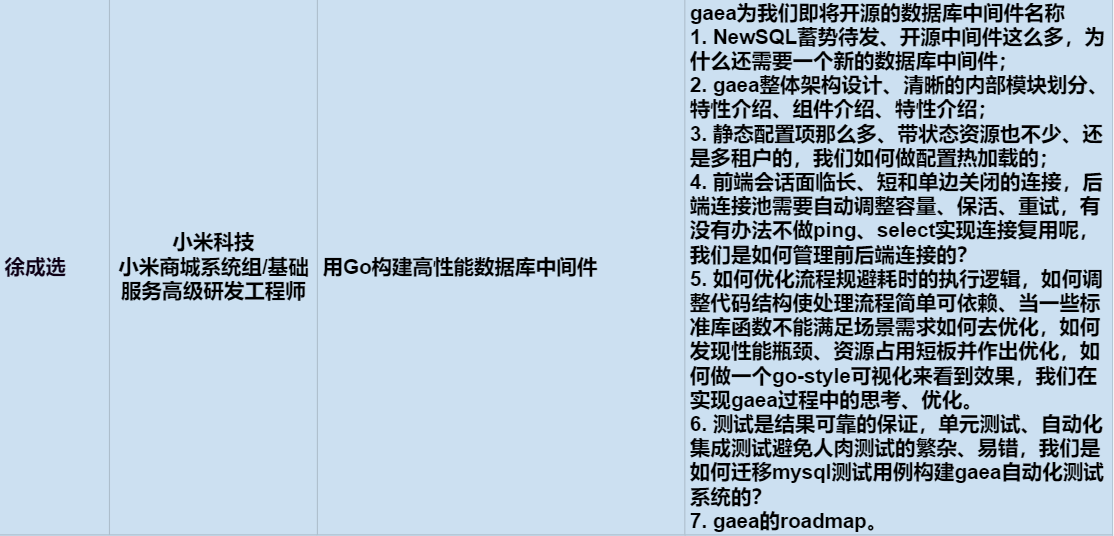 徐成选
小米科技
小米商城系统组/基础
服务高级研发工程师
用Go构建高性能数据库中间件
gaea为我们即将开源的数据库中间件名称
1. NewSQL蓄势待发、开源中间件这么多，为
什么还需要一个新的数据库中间件；
2. gaea整体架构设计、清晰的内部模块划分、
特性介绍、组件介绍、特性介绍；
3. 静态配置项那么多、带状态资源也不少、还
是多租户的，我们如何做配置热加载的；
4. 前端会话面临长、短和单边关闭的连接，后
端连接池需要自动调整容量、保活、重试，有
没有办法不做ping、select实现连接复用呢，
我们是如何管理前后端连接的？
5. 如何优化流程规避耗时的执行逻辑，如何调
整代码结构使处理流程简单可依赖、当一些标
准库函数不能满足场景需求如何去优化，如何
发现性能瓶颈、资源占用短板并作出优化，如
何做一个go-style可视化来看到效果，我们在
实现gaea过程中的思考、优化。
6. 测试是结果可靠的保证，单元测试、自动化
集成测试避免人肉测试的繁杂、易错，我们是
如何迁移mysql测试用例构建gaea自动化测试
系统的？
7. gaea的roadmap。